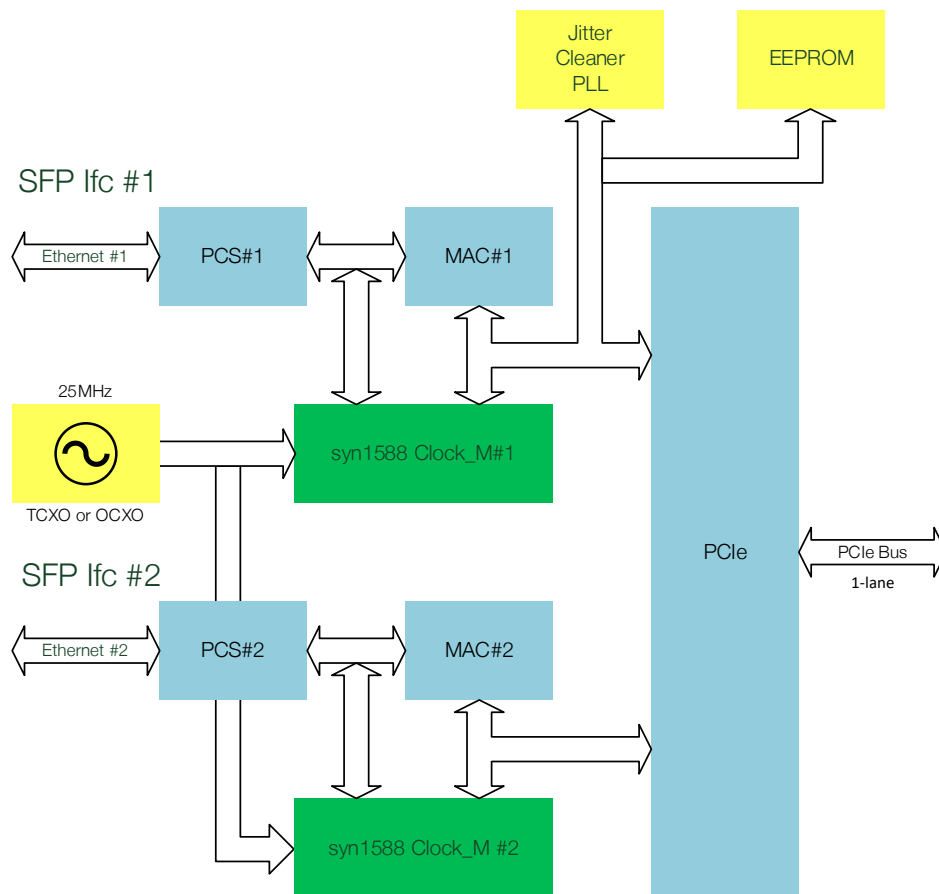 Jitter
Cleaner
PLL
EEPROM
SFP Ifc #1
Ethernet #1
PCS#1
MAC#1
25MHz
TCXO or OCXO
syn1588 Clock_M#1
PCIe
PCIe Bus
1-lane
SFP Ifc #2
Ethernet #2
PCS#2
MAC#2
syn1588 Clock_M #2